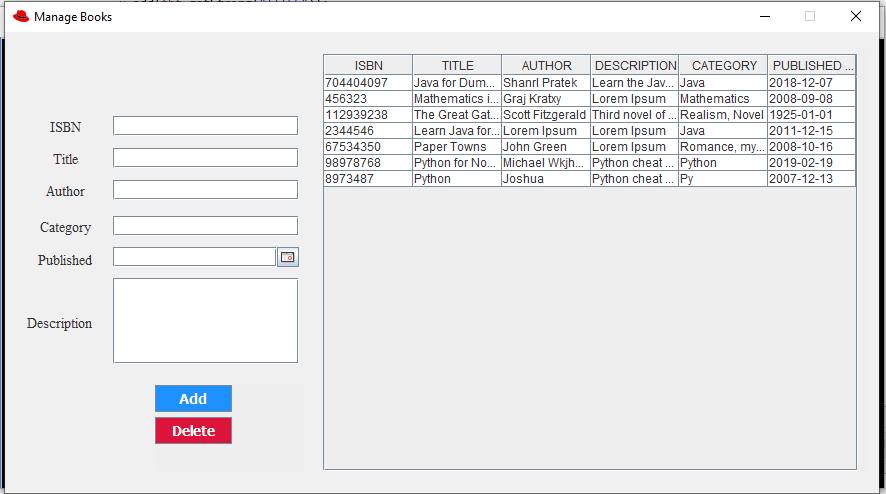 Manage Books
ISBN
Title
Author
Category
Published
Description
Add
Delete
ISBN TITLE AUTHOR DESCRIPTION CATEGORY PUBLISHED ...
704404097 Java for Dum... Shanrl Pratek Learn the Jav... Java 2018-12-07
456323 Mathematics i... Graj Kratxy Lorem Ipsum Mathematics 2008-09-08
112939238 The Great Gat... Scott Fitzgerald Third novel of ... Realism, Novel 1925-01-01
2344546 Learn Java for... Lorem Ipsum Lorem Ipsum Java 2011-12-15
67534350 Paper Towns John Green Lorem Ipsum Romance, my... 2008-10-16
98978768 Python for No... Michael Wkjh... Python cheat ... Python 2019-02-19
8973487 Python Joshua Python cheat ... Py 2007-12-13